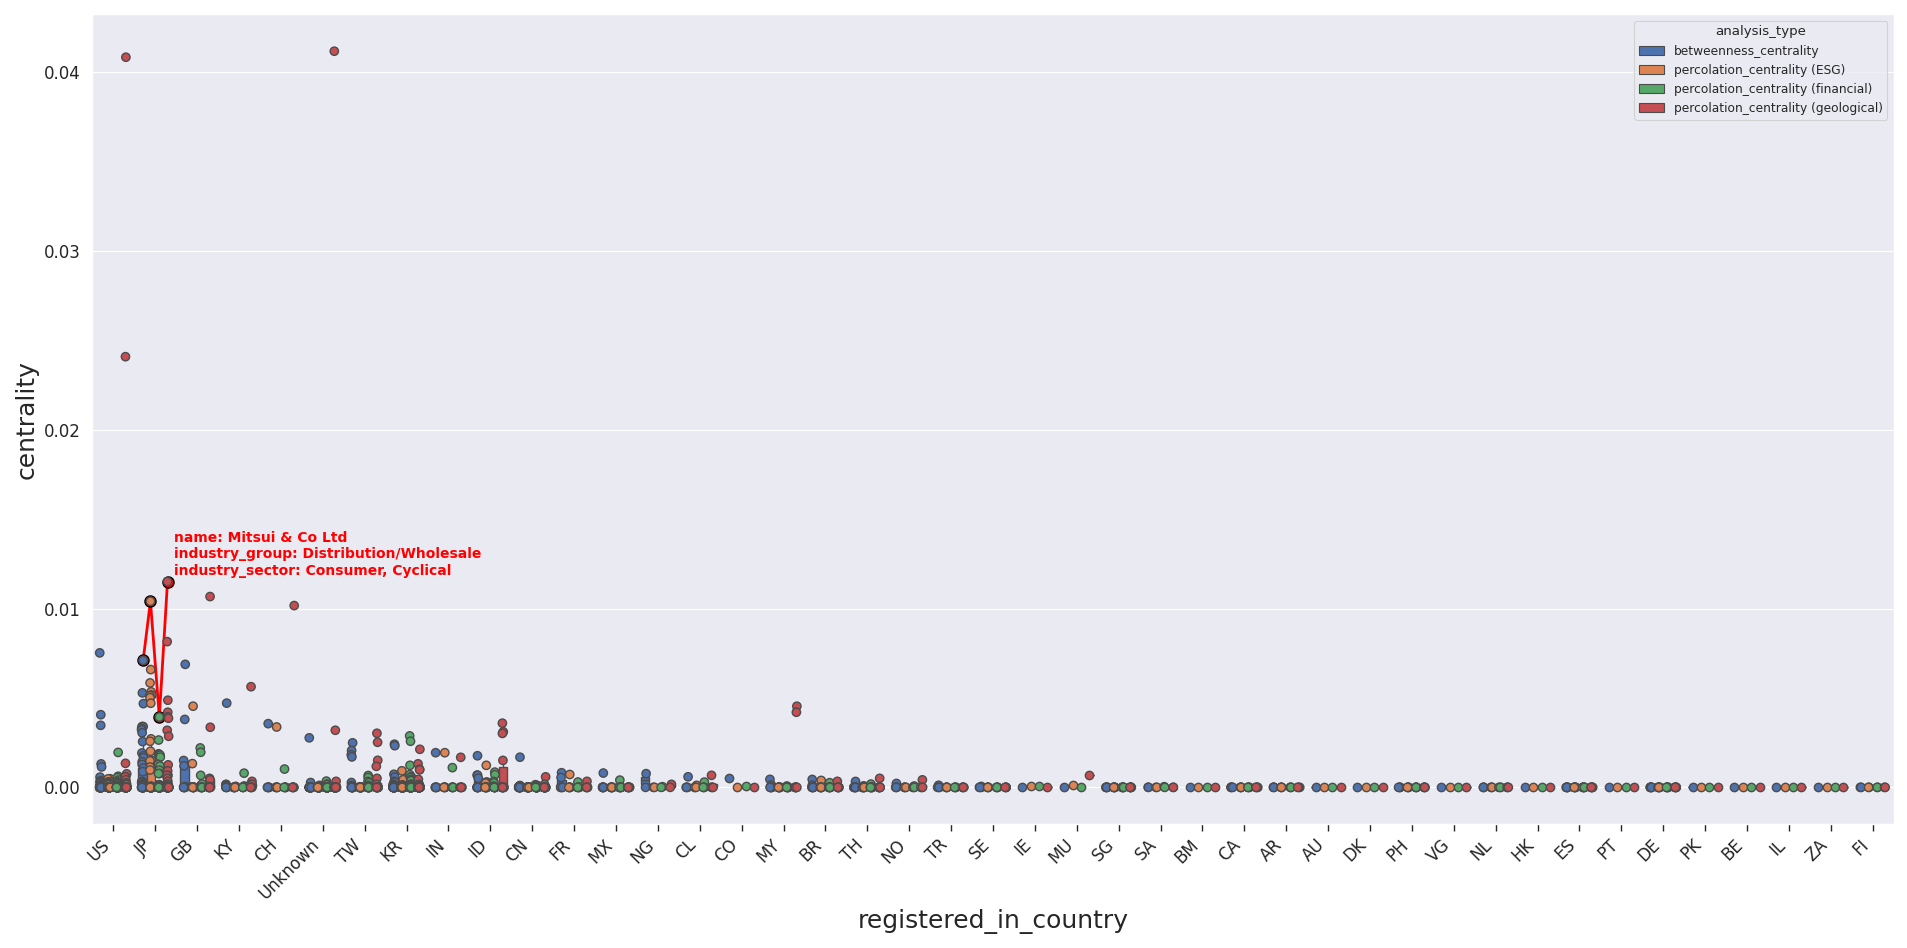 analysis_type
betweenness_centrality
percolation_centrality (ESG)
percolation_centrality (financial)
percolation_centrality (geological)
centrality
0.04
0.03
0.02
0.01
0.00
name: Mitsui & Co Ltd
industry_group: Distribution/Wholesale
industry_sector: Consumer, Cyclical
US JP GB KY CH Unknown TW KR IN ID CN FR MX NG CL CO MY BR TH NO TR SE IE MU SG SA BM CA AR AU DK PH VG NL HK ES PT DE PK BE IL ZA FI
registered_in_country